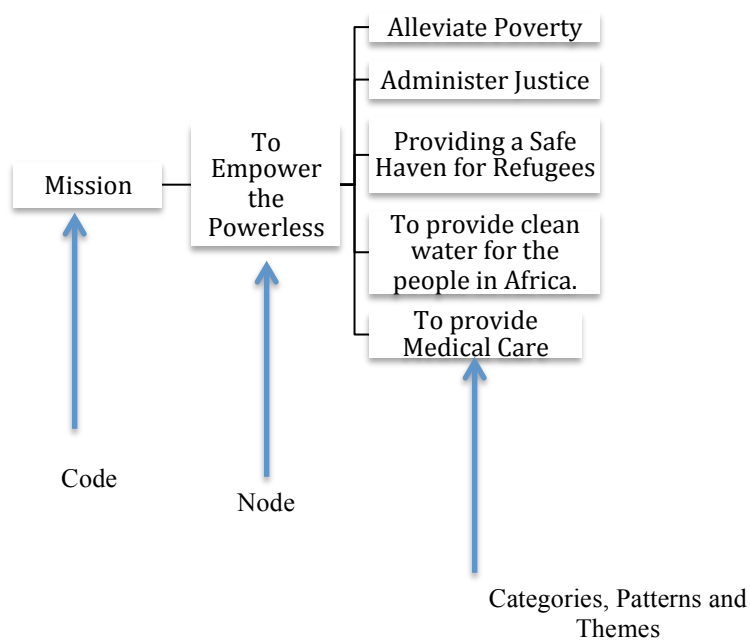 Alleviate Poverty
Administer Justice
Providing a Safe
Haven for Refugees
To provide clean
water for the
people in Africa.
To provide
Medical Care
To
Empower
the
Powerless
Mission
Code
Node
Categories, Patterns and
Themes